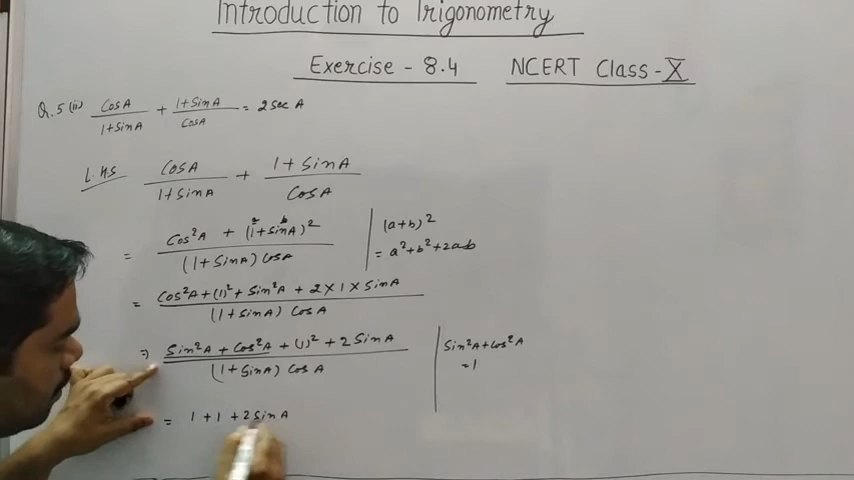 Introduction to Trigonometry
Exercise - 8.4 NCERT Class - X
Q.5 (ii) CosA/(1+SinA) + (1+SinA)/CosA = 2 Sec A
L.H.S CosA/(1+SinA) + (1+SinA)/CosA
= (Cos²A + (1+SinA)²)/((1+SinA) CosA) | (a+b)²
a b
= a²+b²+2ab
= (Cos²A+(1)²+Sin²A+2×1×SinA)/((1+SinA) CosA)
⇒ (Sin²A+Cos²A+(1)²+2SinA)/((1+SinA) CosA) | Sin²A+Cos²A
=1
= 1+1+2SinA